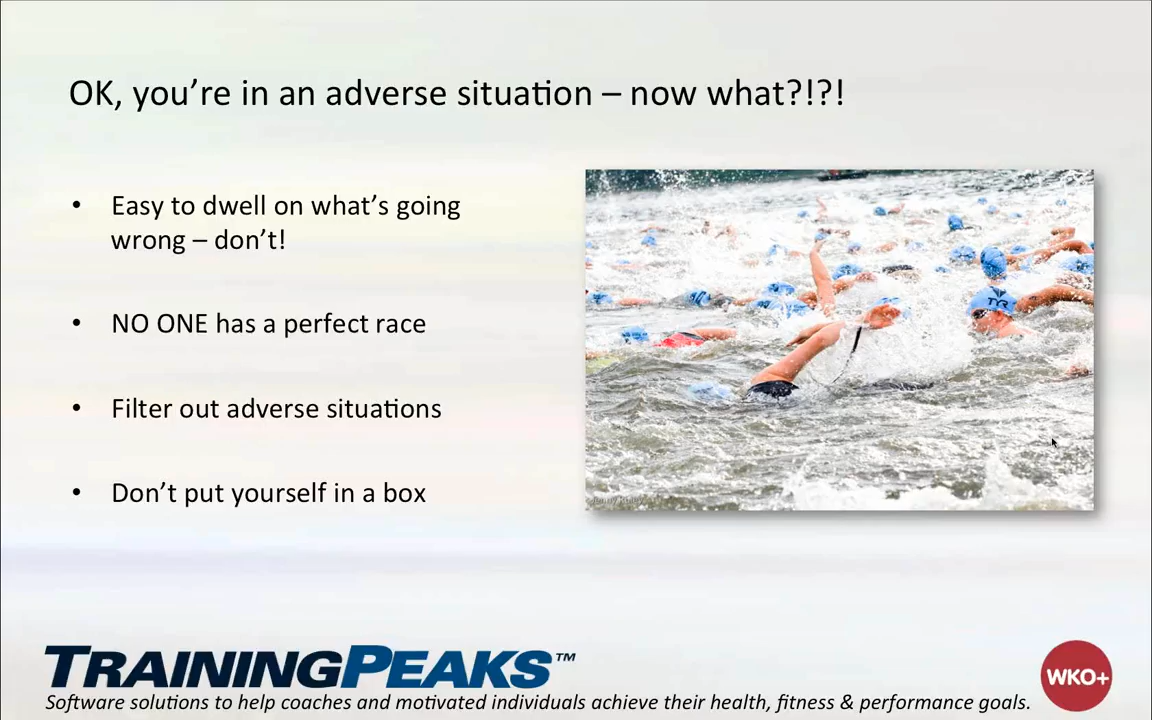 OK, you're in an adverse situation – now what?!?!
• Easy to dwell on what's going
wrong – don't!
• NO ONE has a perfect race
• Filter out adverse situations
• Don't put yourself in a box
TYR
TRAININGPEAKS™
WKO+
Software solutions to help coaches and motivated individuals achieve their health, fitness & performance goals.